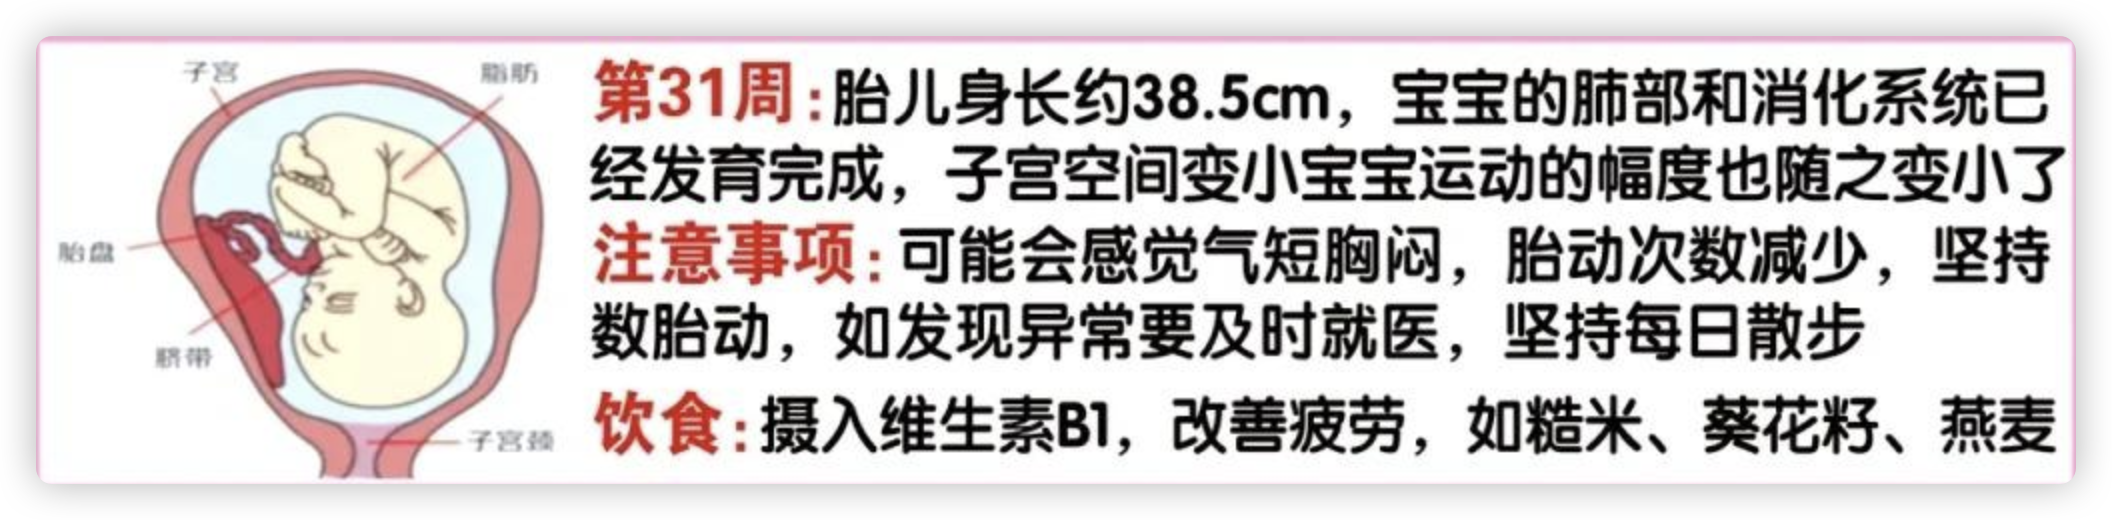 子宫
脂肪
胎盘
脐带
子宫颈
第31周:胎儿身长约38.5cm，宝宝的肺部和消化系统已
经发育完成，子宫空间变小宝宝运动的幅度也随之变小了
注意事项:可能会感觉气短胸闷，胎动次数减少，坚持
数胎动，如发现异常要及时就医，坚持每日散步
饮食:摄入维生素B1，改善疲劳，如糙米、葵花籽、燕麦